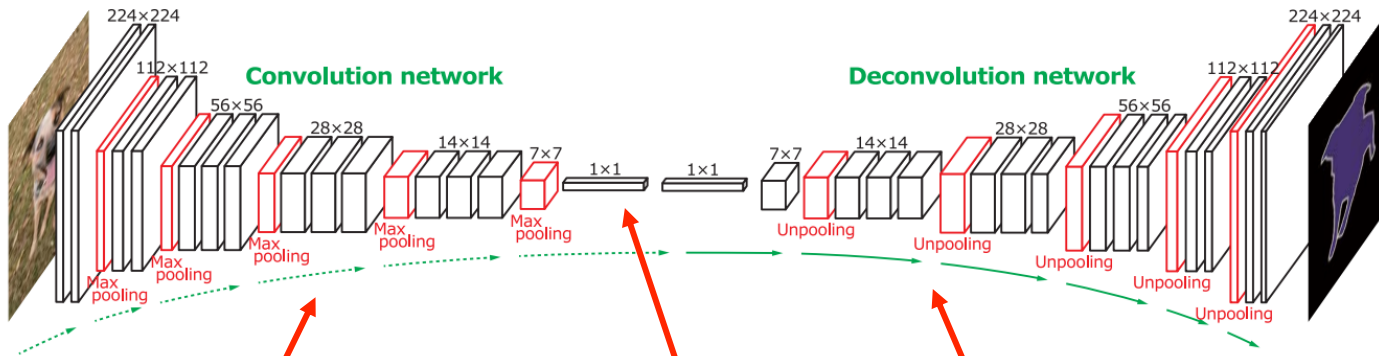 224×224
112×112
56×56
28×28
14×14
7×7
1×1
1×1
7×7
14×14
28×28
56×56
112×112
224×224
Convolution network
Deconvolution network
Max
pooling
Max
pooling
Max
pooling
Max
pooling
Max
pooling
Unpooling
Unpooling
Unpooling
Unpooling
Unpooling